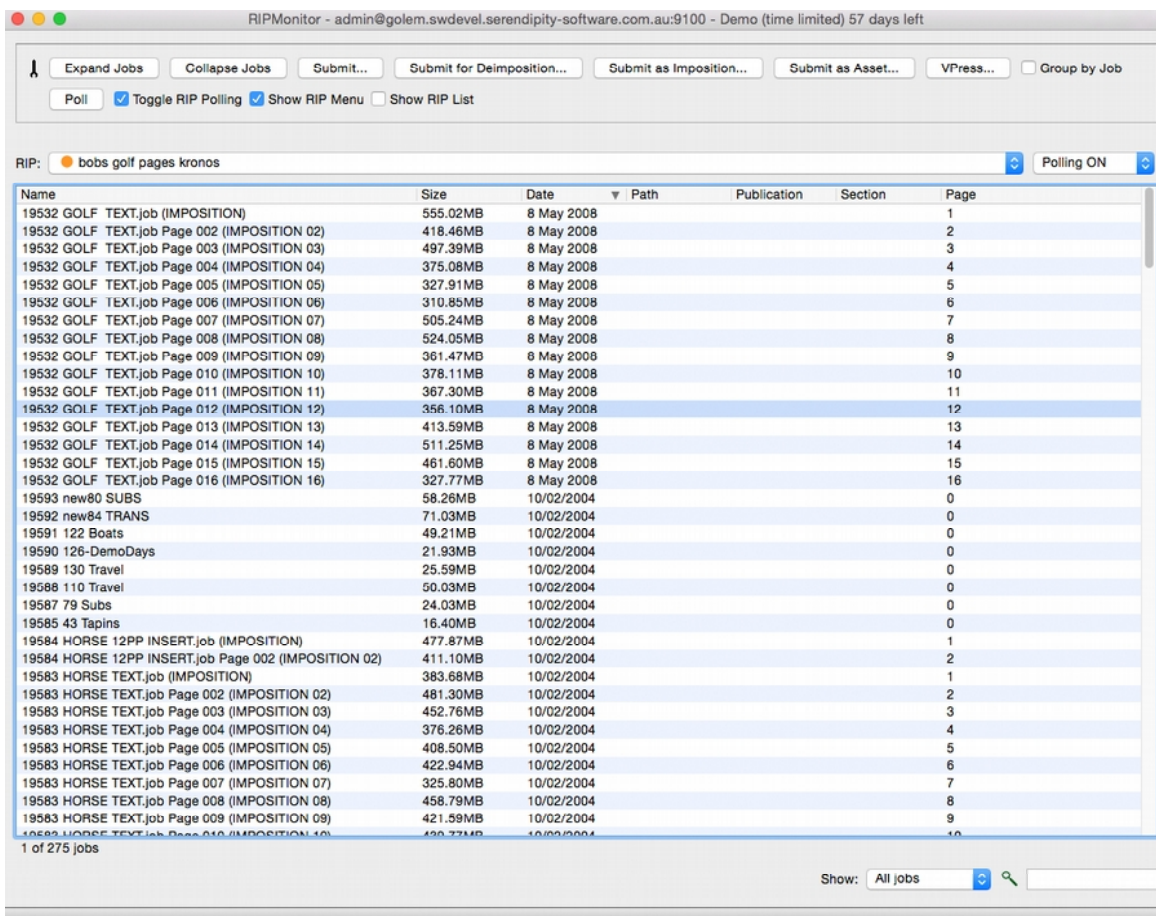 RIPMonitor - admin@golem.swdevel.serendipity-software.com.au:9100 - Demo (time limited) 57 days left
Expand Jobs Collapse Jobs Submit... Submit for Deimposition... Submit as Imposition... Submit as Asset... VPress... Group by Job
Poll Toggle RIP Polling Show RIP Menu Show RIP List
RIP: bobs golf pages kronos Polling ON
Name Size Date Path Publication Section Page
19532 GOLF TEXT.job (IMPOSITION) 555.02MB 8 May 2008 1
19532 GOLF TEXT.job Page 002 (IMPOSITION 02) 418.46MB 8 May 2008 2
19532 GOLF TEXT.job Page 003 (IMPOSITION 03) 497.39MB 8 May 2008 3
19532 GOLF TEXT.job Page 004 (IMPOSITION 04) 375.08MB 8 May 2008 4
19532 GOLF TEXT.job Page 005 (IMPOSITION 05) 327.91MB 8 May 2008 5
19532 GOLF TEXT.job Page 006 (IMPOSITION 06) 310.85MB 8 May 2008 6
19532 GOLF TEXT.job Page 007 (IMPOSITION 07) 505.24MB 8 May 2008 7
19532 GOLF TEXT.job Page 008 (IMPOSITION 08) 524.05MB 8 May 2008 8
19532 GOLF TEXT.job Page 009 (IMPOSITION 09) 361.47MB 8 May 2008 9
19532 GOLF TEXT.job Page 010 (IMPOSITION 10) 378.11MB 8 May 2008 10
19532 GOLF TEXT.job Page 011 (IMPOSITION 11) 367.30MB 8 May 2008 11
19532 GOLF TEXT.job Page 012 (IMPOSITION 12) 356.10MB 8 May 2008 12
19532 GOLF TEXT.job Page 013 (IMPOSITION 13) 413.59MB 8 May 2008 13
19532 GOLF TEXT.job Page 014 (IMPOSITION 14) 511.25MB 8 May 2008 14
19532 GOLF TEXT.job Page 015 (IMPOSITION 15) 461.60MB 8 May 2008 15
19532 GOLF TEXT.job Page 016 (IMPOSITION 16) 327.77MB 8 May 2008 16
19593 new80 SUBS 58.26MB 10/02/2004 0
19592 new84 TRANS 71.03MB 10/02/2004 0
19591 122 Boats 49.21MB 10/02/2004 0
19590 126-DemoDays 21.93MB 10/02/2004 0
19589 130 Travel 25.59MB 10/02/2004 0
19588 110 Travel 50.03MB 10/02/2004 0
19587 79 Subs 24.03MB 10/02/2004 0
19585 43 Tapins 16.40MB 10/02/2004 0
19584 HORSE 12PP INSERT.job (IMPOSITION) 477.87MB 10/02/2004 1
19584 HORSE 12PP INSERT.job Page 002 (IMPOSITION 02) 411.10MB 10/02/2004 2
19583 HORSE TEXT.job (IMPOSITION) 383.68MB 10/02/2004 1
19583 HORSE TEXT.job Page 002 (IMPOSITION 02) 481.30MB 10/02/2004 2
19583 HORSE TEXT.job Page 003 (IMPOSITION 03) 452.76MB 10/02/2004 3
19583 HORSE TEXT.job Page 004 (IMPOSITION 04) 376.26MB 10/02/2004 4
19583 HORSE TEXT.job Page 005 (IMPOSITION 05) 408.50MB 10/02/2004 5
19583 HORSE TEXT.job Page 006 (IMPOSITION 06) 422.94MB 10/02/2004 6
19583 HORSE TEXT.job Page 007 (IMPOSITION 07) 325.80MB 10/02/2004 7
19583 HORSE TEXT.job Page 008 (IMPOSITION 08) 458.79MB 10/02/2004 8
19583 HORSE TEXT.job Page 009 (IMPOSITION 09) 421.59MB 10/02/2004 9
19583 HORSE TEXT.job Page 010 (IMPOSITION 10) 10/02/2004 10
1 of 275 jobs
Show: All jobs